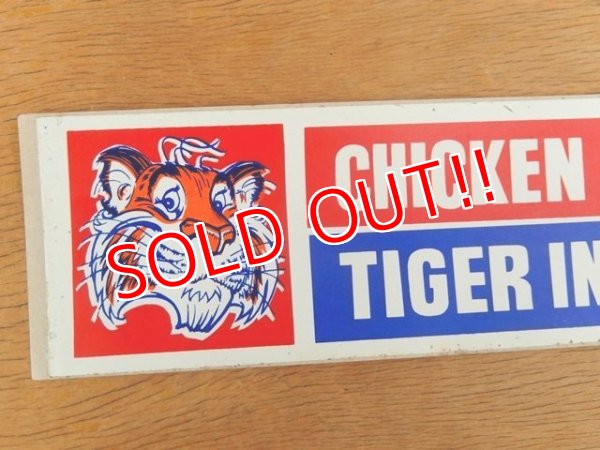 CHICKEN
TIGER IN
SOLD OUT!!